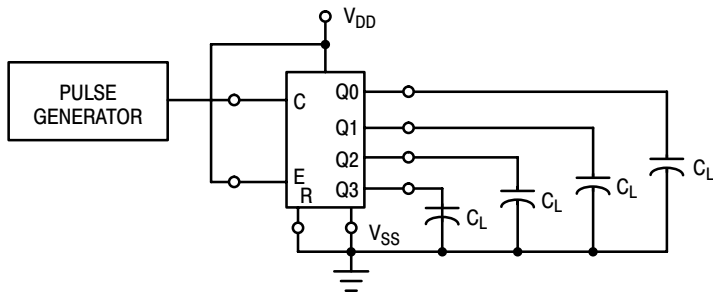 V_DD
PULSE
GENERATOR
C
Q0
Q1
Q2
E
Q3
R
V_SS
C_L
C_L
C_L
C_L